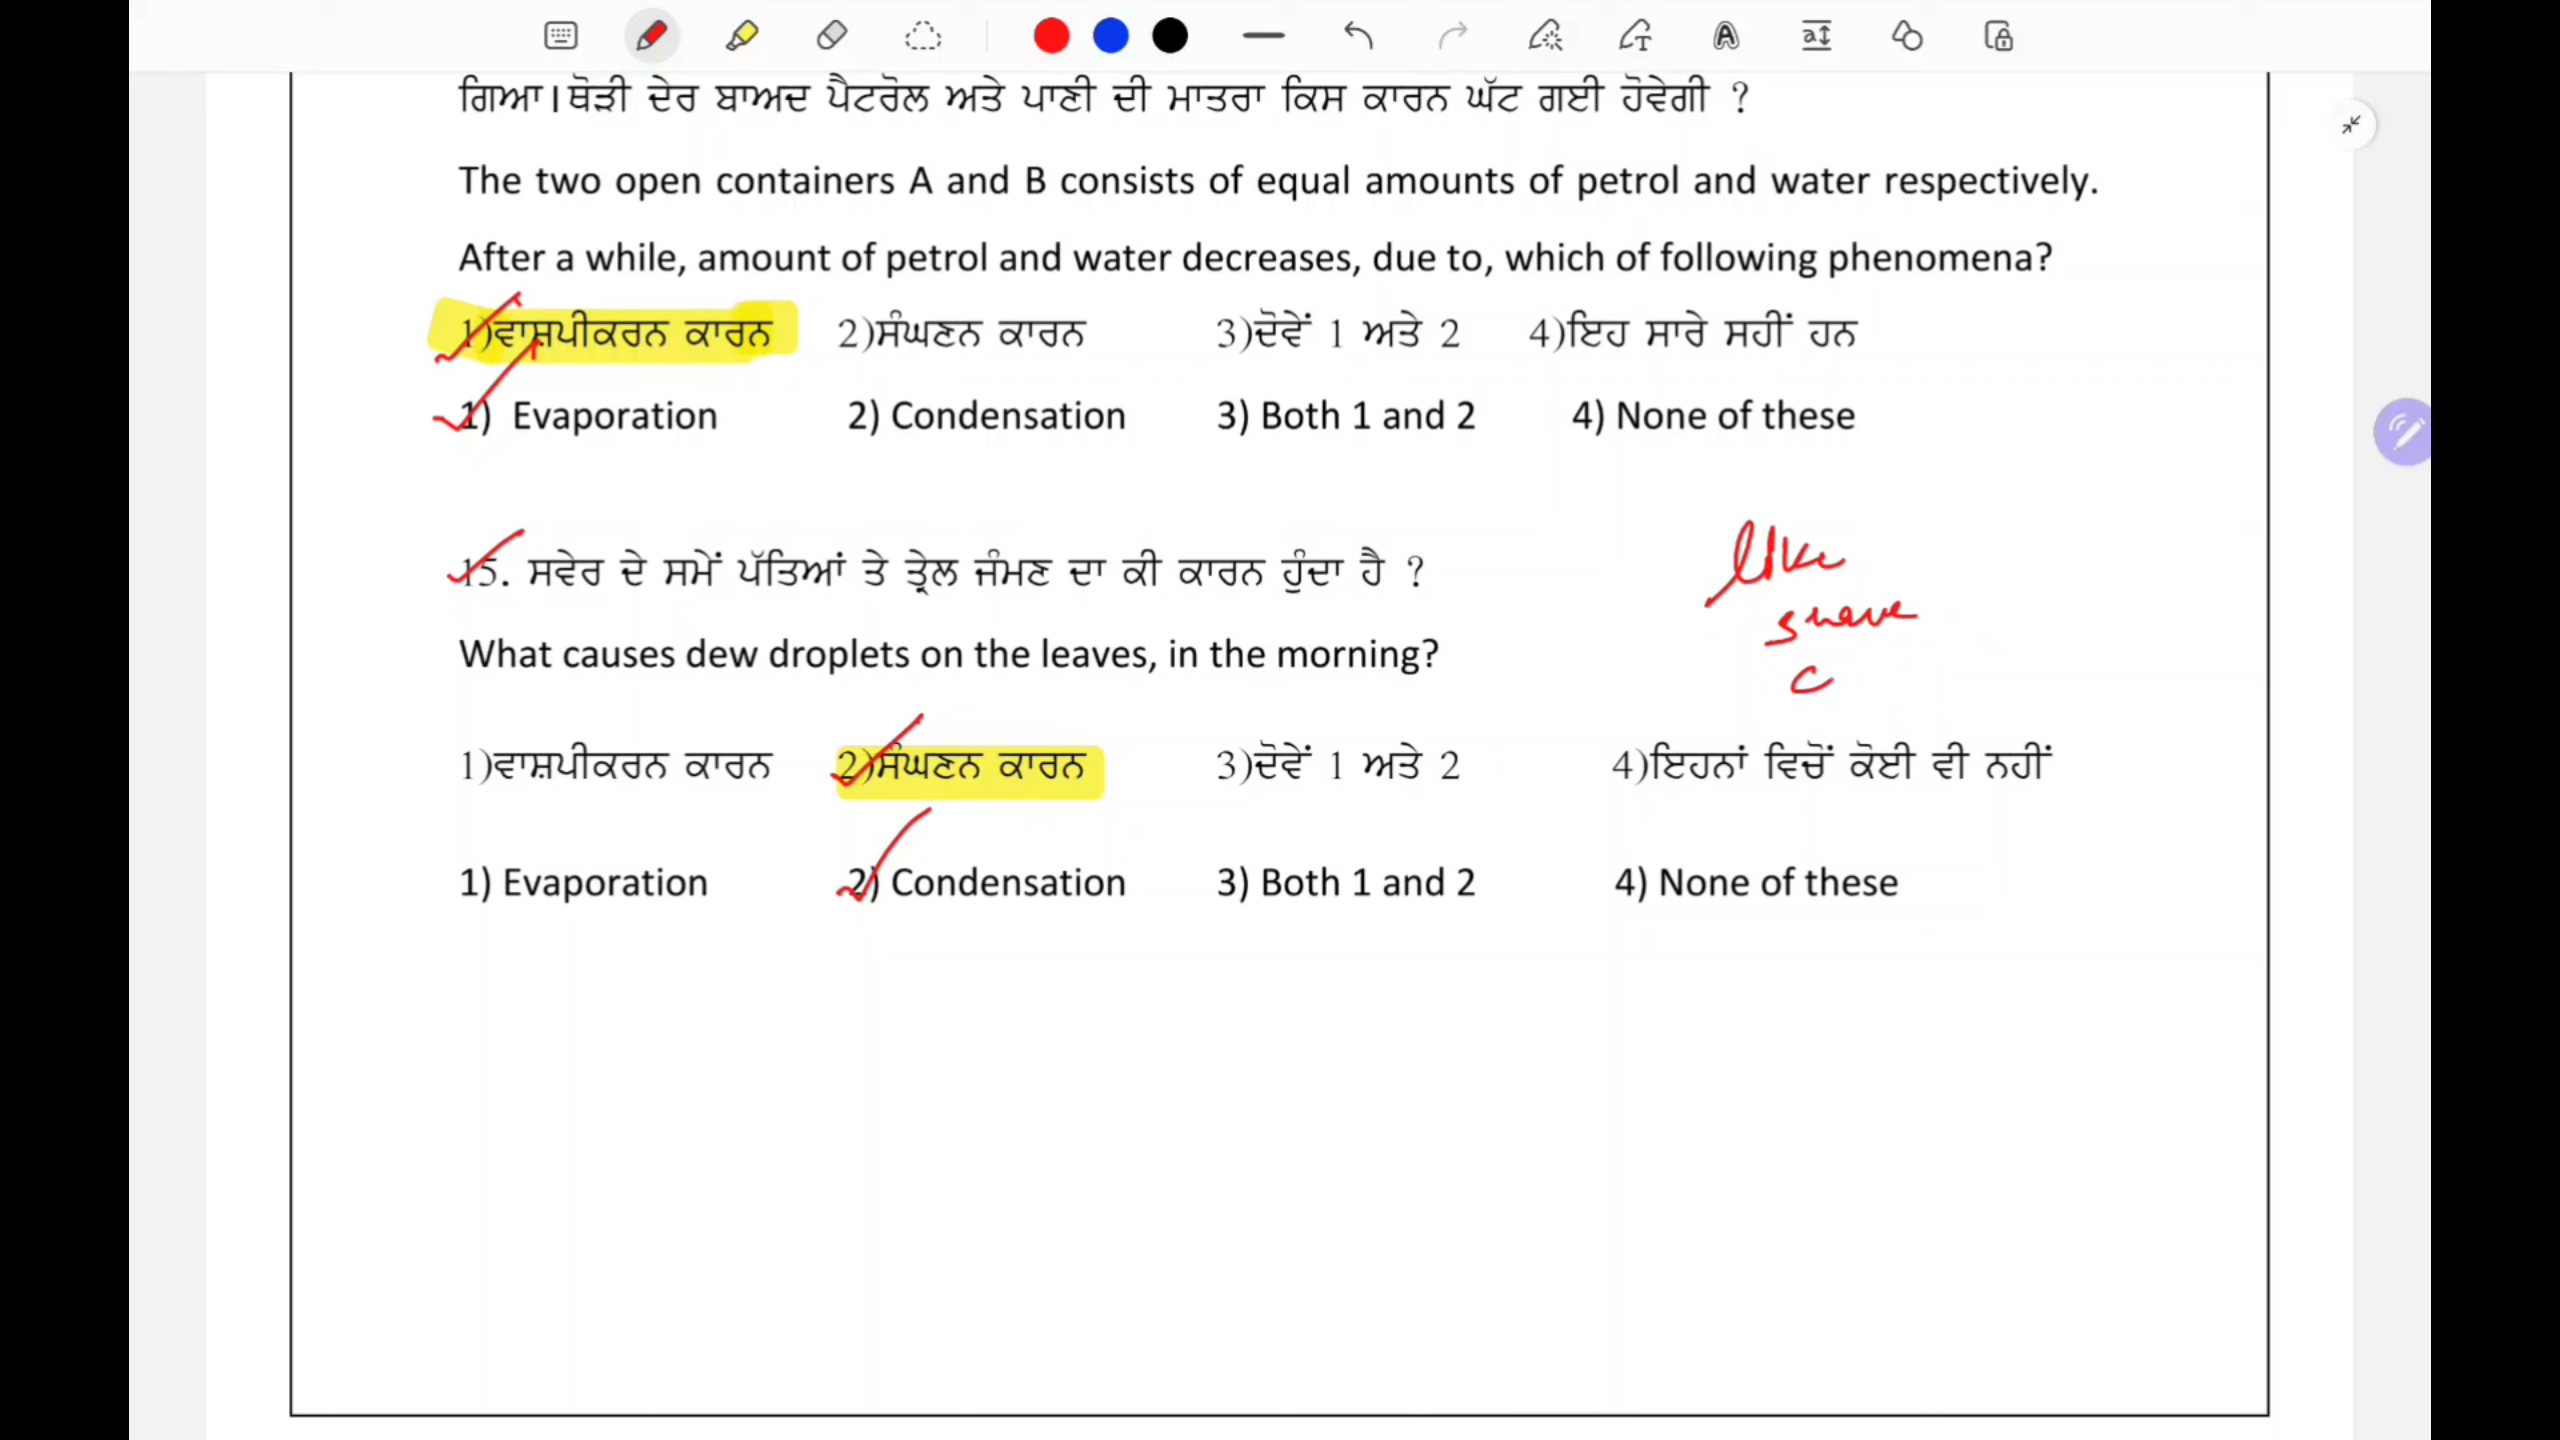 ਗਿਆ। ਥੋੜੀ ਦੇਰ ਬਾਅਦ ਪੈਟਰੋਲ ਅਤੇ ਪਾਣੀ ਦੀ ਮਾਤਰਾ ਕਿਸ ਕਾਰਨ ਘੱਟ ਗਈ ਹੋਵੇਗੀ ?
The two open containers A and B consists of equal amounts of petrol and water respectively.
After a while, amount of petrol and water decreases, due to, which of following phenomena?
1)ਵਾਸ਼ਪੀਕਰਨ ਕਾਰਨ 2)ਸੰਘਣਨ ਕਾਰਨ 3)ਦੋਵੇਂ 1 ਅਤੇ 2 4)ਇਹ ਸਾਰੇ ਸਹੀਂ ਹਨ
1) Evaporation 2) Condensation 3) Both 1 and 2 4) None of these
15. ਸਵੇਰ ਦੇ ਸਮੇਂ ਪੱਤਿਆਂ ਤੇ ਤ੍ਰੇਲ ਜੰਮਣ ਦਾ ਕੀ ਕਾਰਨ ਹੁੰਦਾ ਹੈ ?
like
What causes dew droplets on the leaves, in the morning?
c
1)ਵਾਸ਼ਪੀਕਰਨ ਕਾਰਨ 2)ਸੰਘਣਨ ਕਾਰਨ 3)ਦੋਵੇਂ 1 ਅਤੇ 2 4)ਇਹਨਾਂ ਵਿਚੋਂ ਕੋਈ ਵੀ ਨਹੀਂ
1) Evaporation 2) Condensation 3) Both 1 and 2 4) None of these